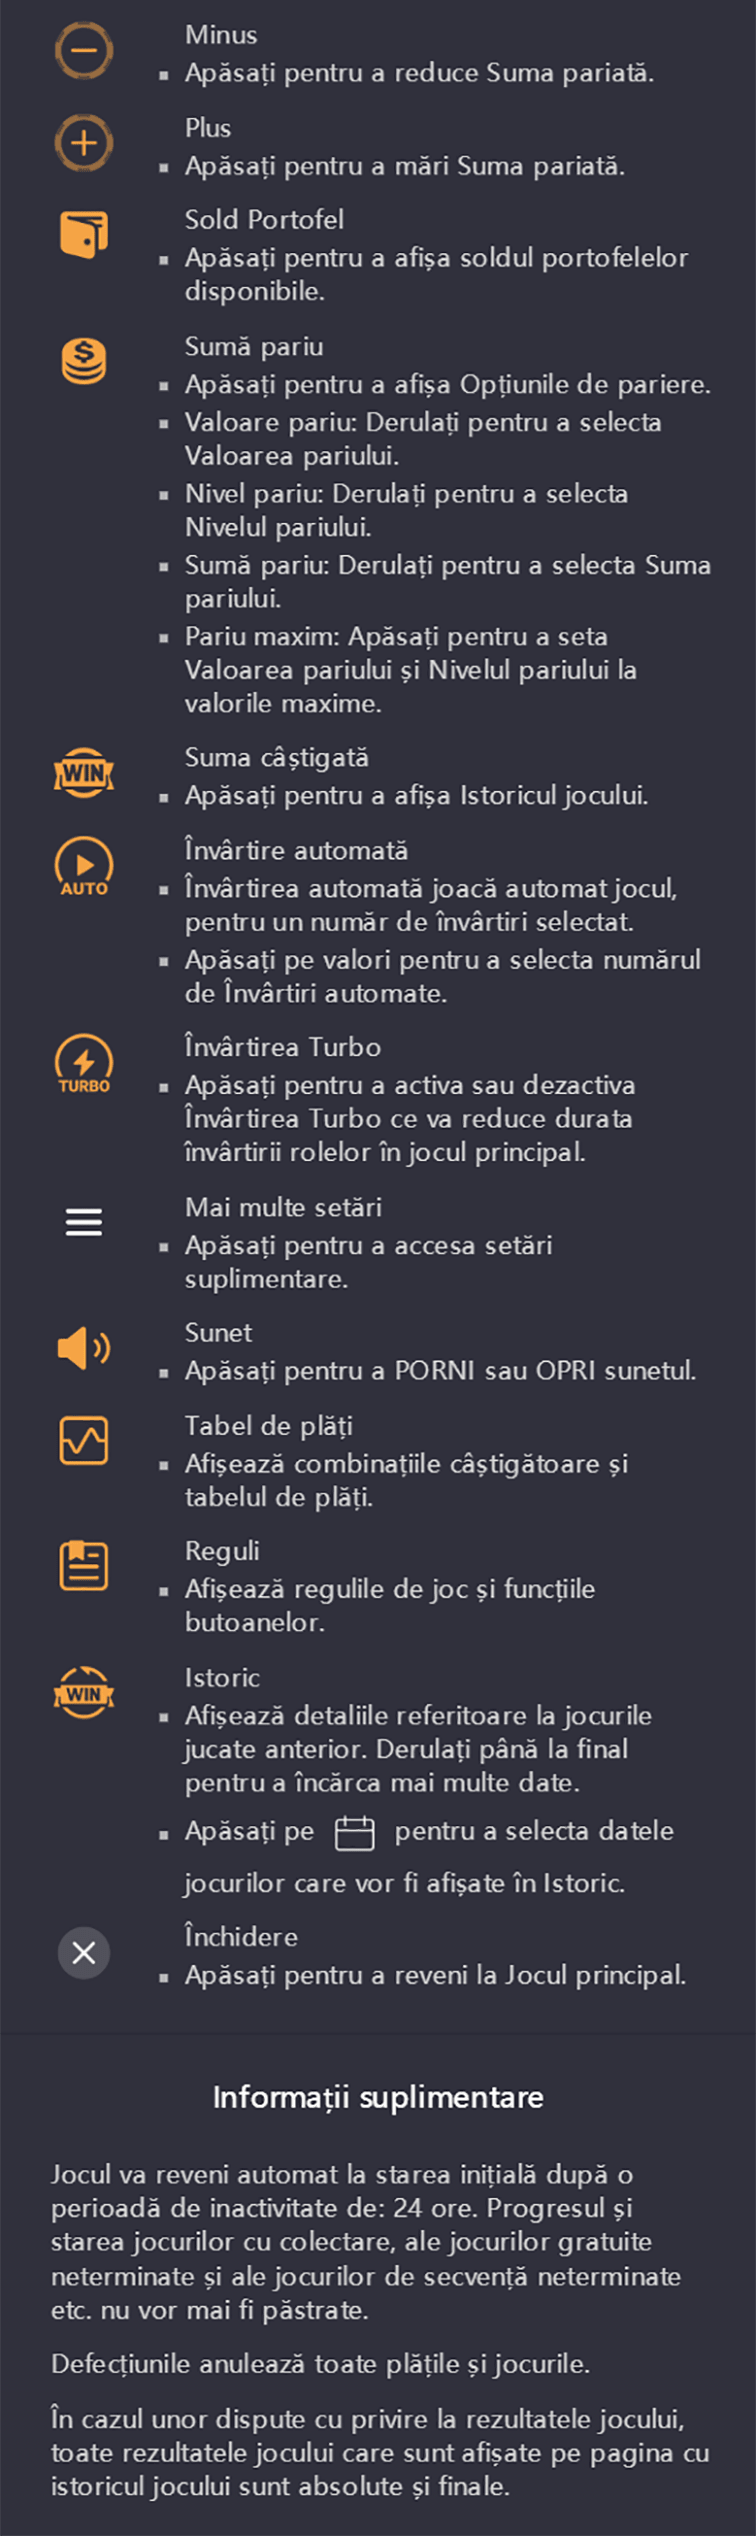 Minus
▪ Apăsați pentru a reduce Suma pariată.
Plus
▪ Apăsați pentru a mări Suma pariată.
Sold Portofel
▪ Apăsați pentru a afișa soldul portofelelor
disponibile.
$
Sumă pariu
▪ Apăsați pentru a afișa Opțiunile de pariere.
▪ Valoare pariu: Derulați pentru a selecta
Valoarea pariului.
▪ Nivel pariu: Derulați pentru a selecta
Nivelul pariului.
▪ Sumă pariu: Derulați pentru a selecta Suma
pariului.
▪ Pariu maxim: Apăsați pentru a seta
Valoarea pariului și Nivelul pariului la
valorile maxime.
WIN
Suma câștigată
▪ Apăsați pentru a afișa Istoricul jocului.
AUTO
Învârtire automată
▪ Învârtirea automată joacă automat jocul,
pentru un număr de învârtiri selectat.
▪ Apăsați pe valori pentru a selecta numărul
de Învârtiri automate.
TURBO
Învârtirea Turbo
▪ Apăsați pentru a activa sau dezactiva
Învârtirea Turbo ce va reduce durata
învârtirii rolelor în jocul principal.
Mai multe setări
▪ Apăsați pentru a accesa setări
suplimentare.
Sunet
▪ Apăsați pentru a PORNI sau OPRI sunetul.
Tabel de plăți
▪ Afișează combinațiile câștigătoare și
tabelul de plăți.
Reguli
▪ Afișează regulile de joc și funcțiile
butoanelor.
WIN
Istoric
▪ Afișează detaliile referitoare la jocurile
jucate anterior. Derulați până la final
pentru a încărca mai multe date.
▪ Apăsați pe pentru a selecta datele
jocurilor care vor fi afișate în Istoric.
Închidere
▪ Apăsați pentru a reveni la Jocul principal.
Informații suplimentare
Jocul va reveni automat la starea inițială după o
perioadă de inactivitate de: 24 ore. Progresul și
starea jocurilor cu colectare, ale jocurilor gratuite
neterminate și ale jocurilor de secvență neterminate
etc. nu vor mai fi păstrate.
Defecțiunile anulează toate plățile și jocurile.
În cazul unor dispute cu privire la rezultatele jocului,
toate rezultatele jocului care sunt afișate pe pagina cu
istoricul jocului sunt absolute și finale.